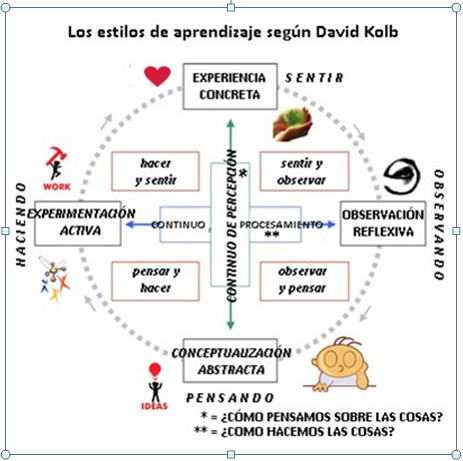 Los estilos de aprendizaje según David Kolb
EXPERIENCIA
CONCRETA
SENTIR
hacer
y sentir
sentir y
observar
WORK
HACIENDO
EXPERIMENTACIÓN
ACTIVA
CONTINUO
CONTINUO DE PERCEPCIÓN
*
PROCESAMIENTO
**
OBSERVACIÓN
REFLEXIVA
OBSERVANDO
pensar y
hacer
observar
y pensar
CONCEPTUALIZACIÓN
ABSTRACTA
IDEAS
PENSANDO
* = ¿CÓMO PENSAMOS SOBRE LAS COSAS?
** = ¿COMO HACEMOS LAS COSAS?